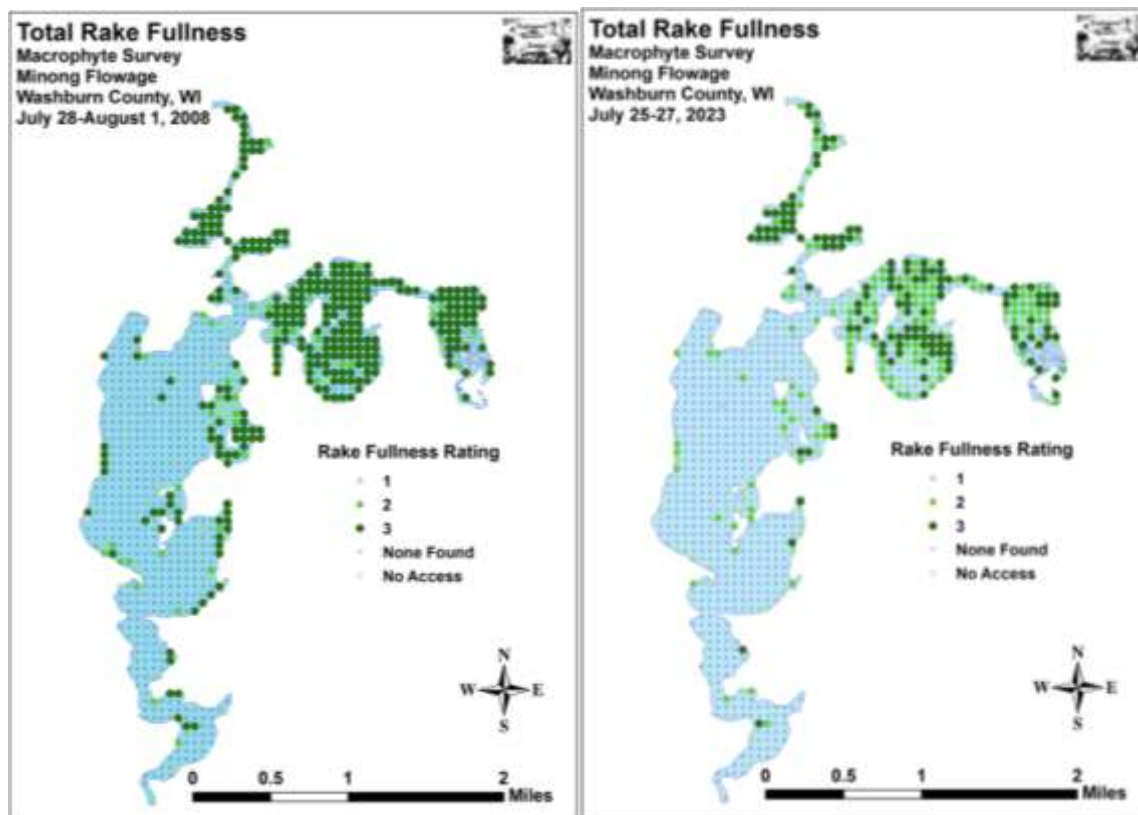 Total Rake Fullness
Macrophyte Survey
Minong Flowage
Washburn County, WI
July 28-August 1, 2008
Rake Fullness Rating
1
2
3
None Found
No Access
N
W E
S
0 0.5 1 2
Miles
Total Rake Fullness
Macrophyte Survey
Minong Flowage
Washburn County, WI
July 25-27, 2023
Rake Fullness Rating
1
2
3
None Found
No Access
N
W E
S
0 0.5 1 2
Miles